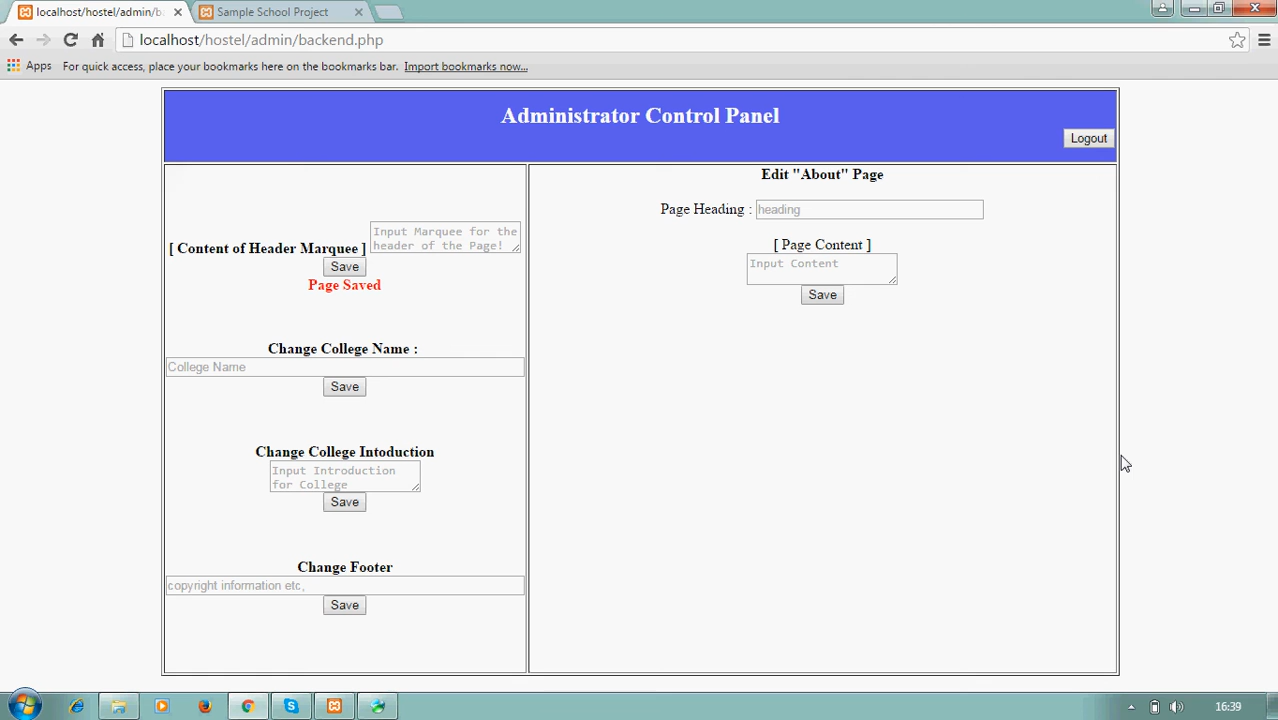 localhost/hostel/admin/b
Sample School Project
localhost/hostel/admin/backend.php
Apps
For quick access, place your bookmarks here on the bookmarks bar. Import bookmarks now...
Administrator Control Panel
Logout
[ Content of Header Marquee ]
Input Marquee for the
header of the Page!
Save
Page Saved
Change College Name :
College Name
Save
Change College Intoduction
Input Introduction
for College
Save
Change Footer
copyright information etc,
Save
Edit "About" Page
Page Heading :
heading
[ Page Content ]
Input Content
Save
16:39